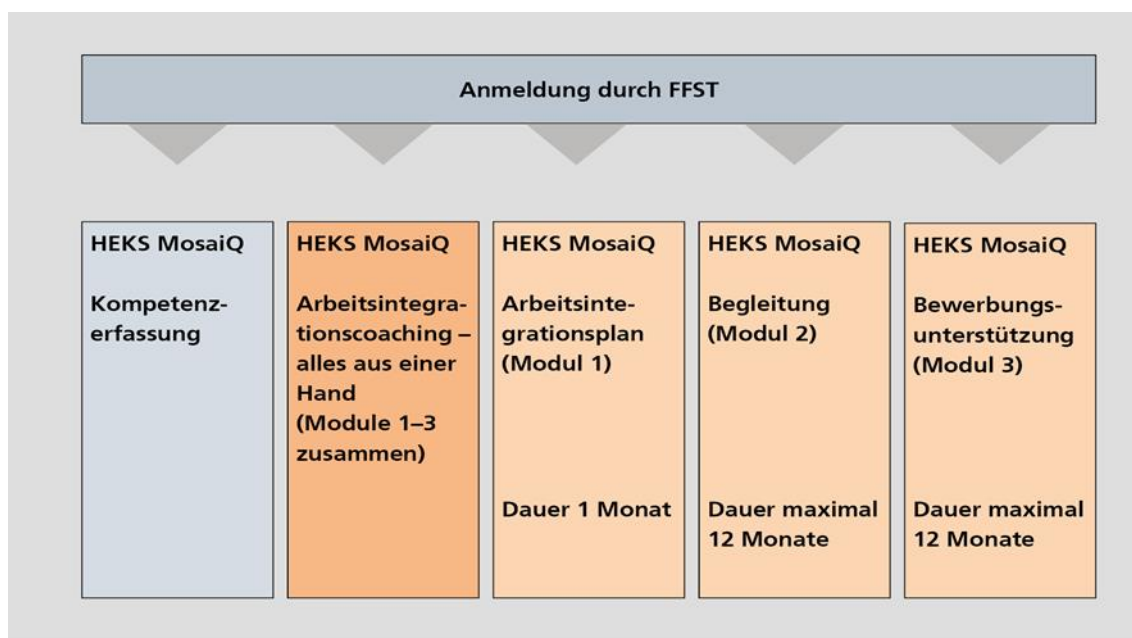 Anmeldung durch FFST
HEKS MosaiQ
Kompetenz-
erfassung
HEKS MosaiQ
Arbeitsintegra-
tionscoaching –
alles aus einer
Hand
(Module 1–3
zusammen)
HEKS MosaiQ
Arbeitsinte-
grationsplan
(Modul 1)
Dauer 1 Monat
HEKS MosaiQ
Begleitung
(Modul 2)
Dauer maximal
12 Monate
HEKS MosaiQ
Bewerbungs-
unterstützung
(Modul 3)
Dauer maximal
12 Monate